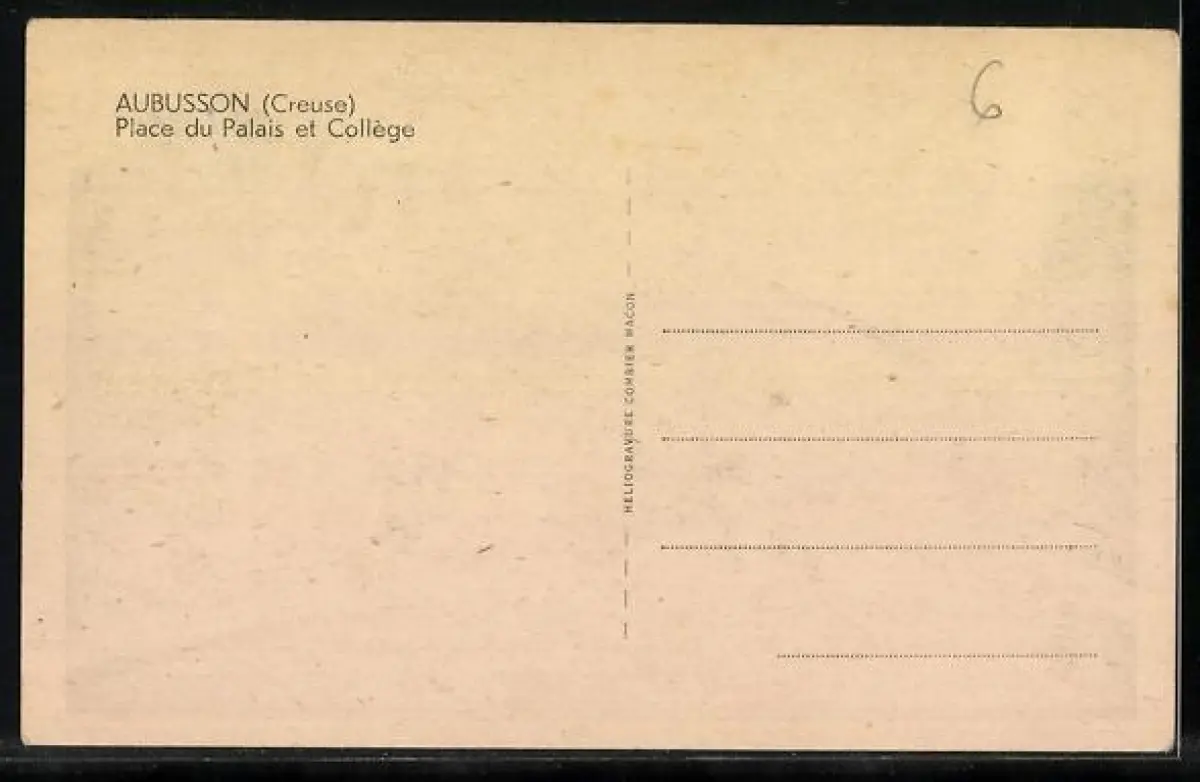 AUBUSSON (Creuse)
Place du Palais et Collège
6
HELIOGRAVURE COMBIER MACON